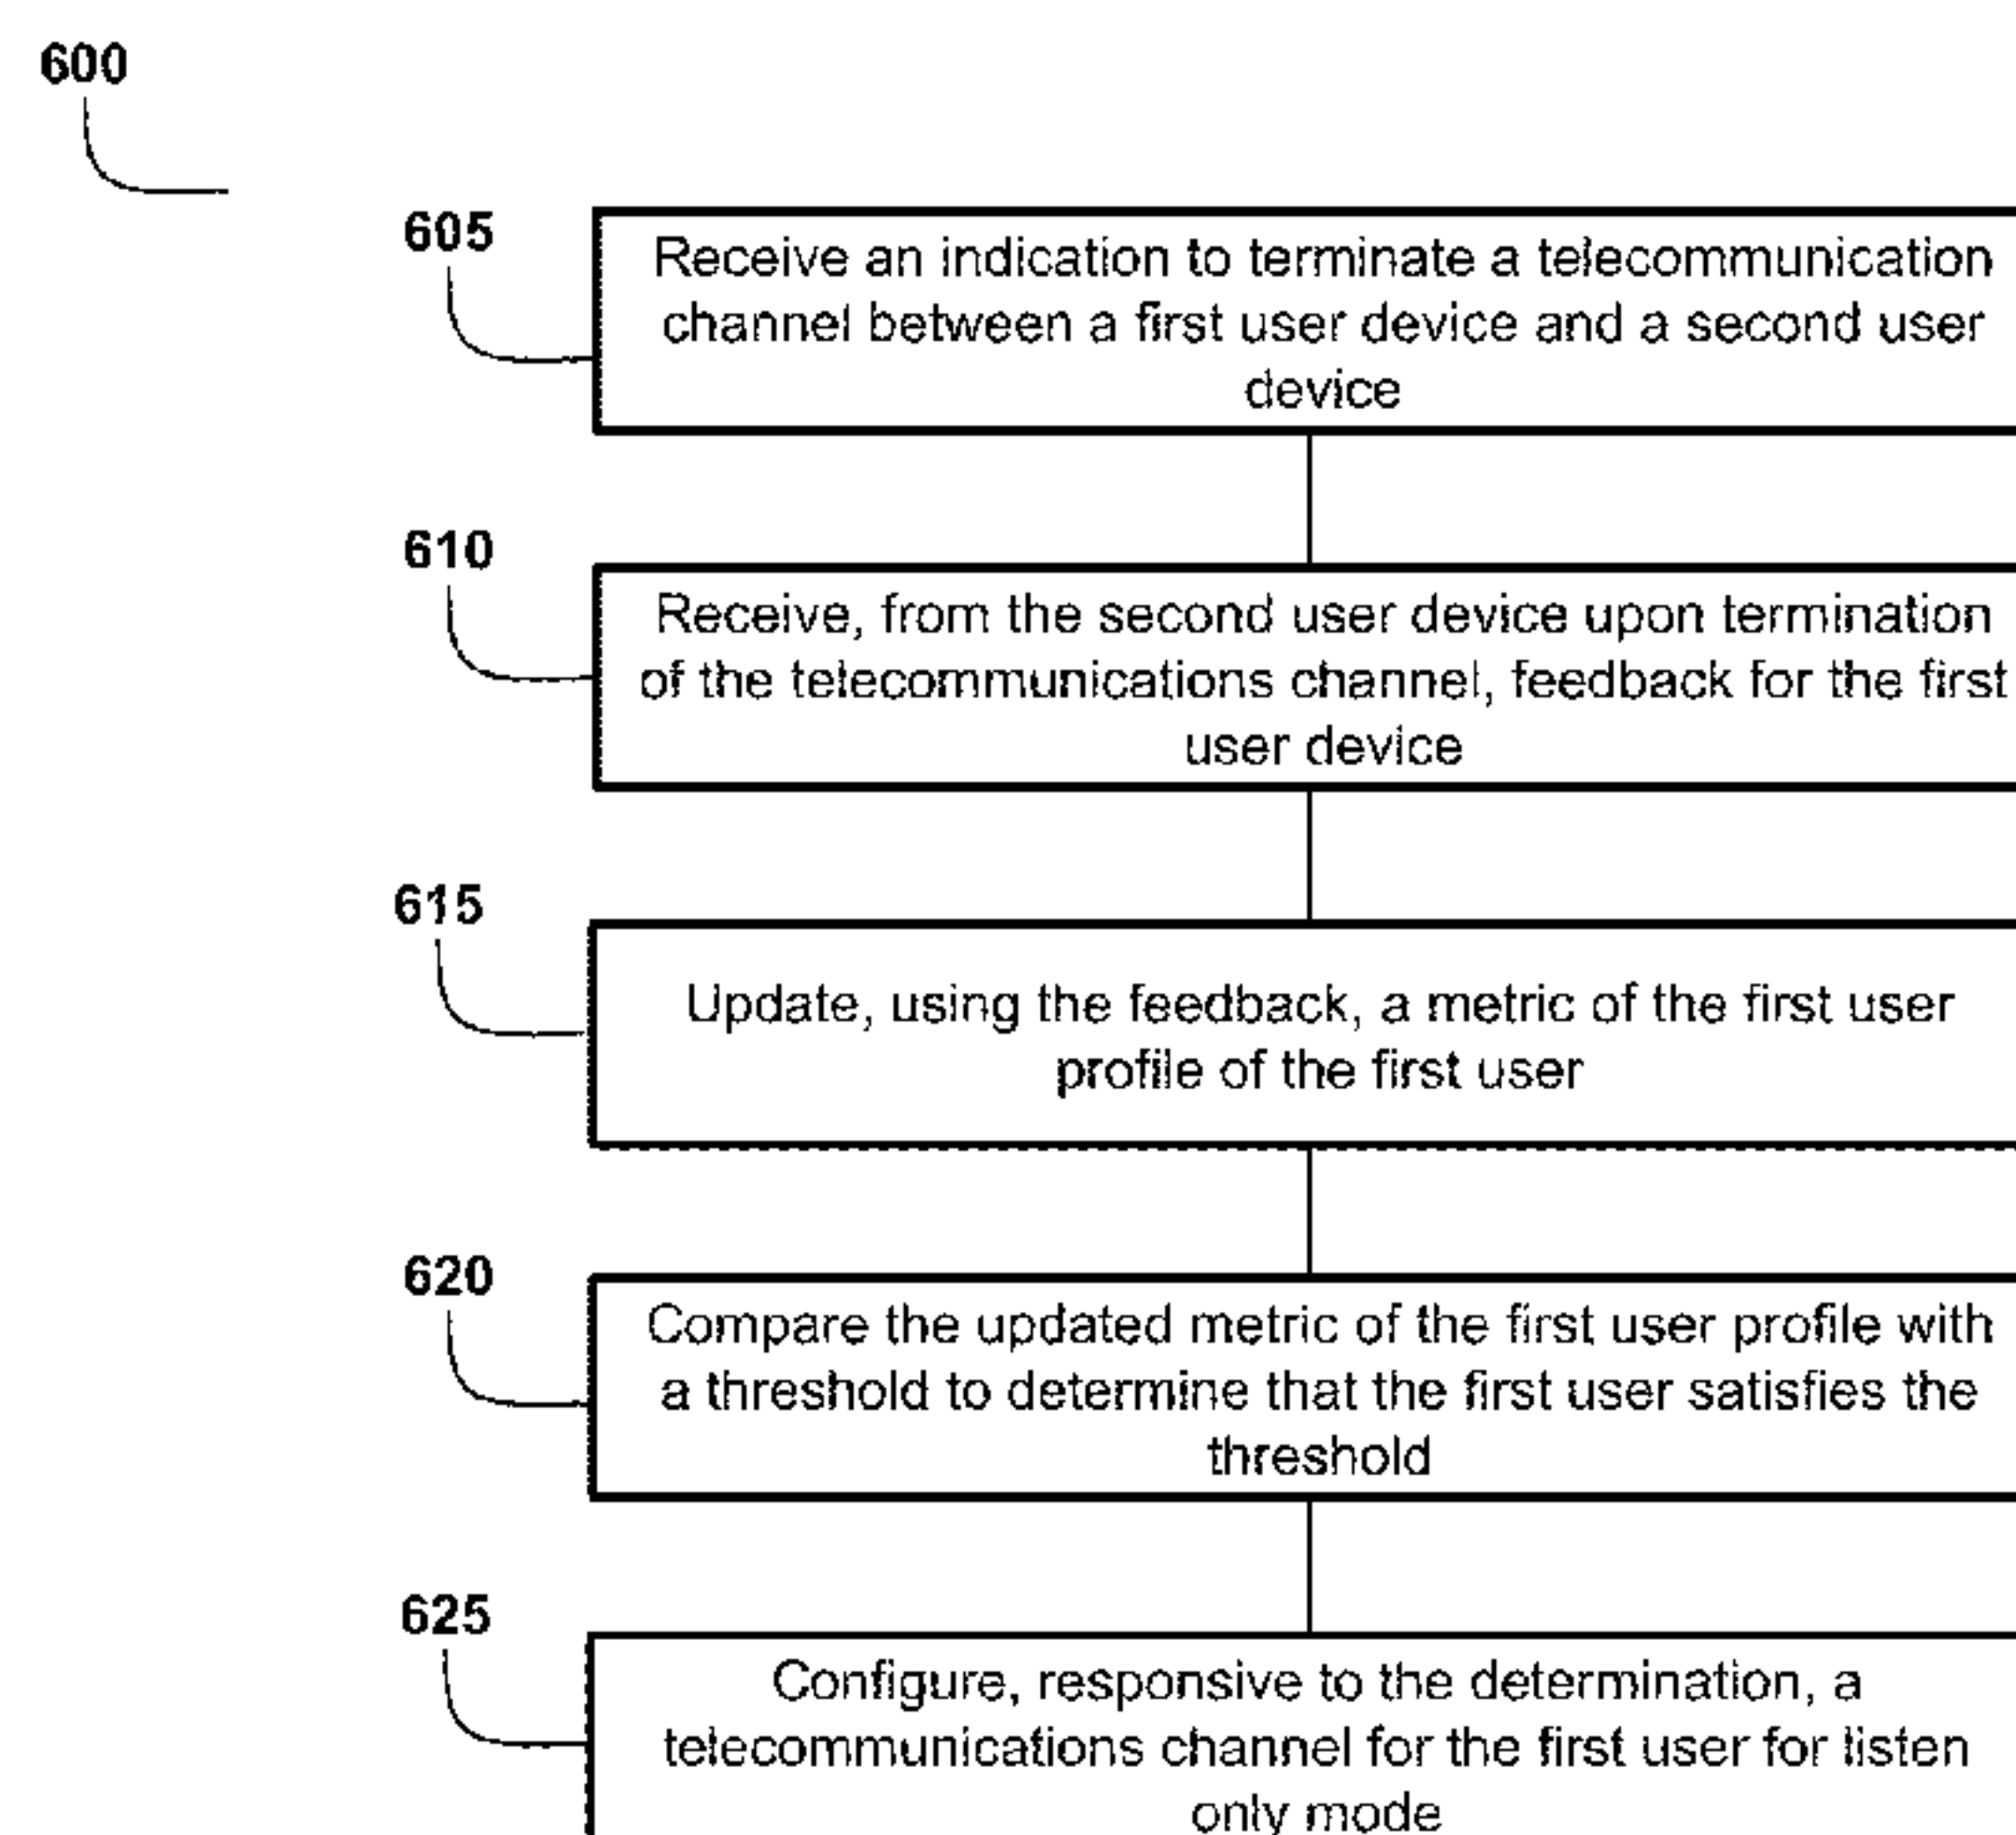 600
605
Receive an indication to terminate a telecommunication
channel between a first user device and a second user
device
610
Receive, from the second user device upon termination
of the telecommunications channel, feedback for the first
user device
615
Update, using the feedback, a metric of the first user
profile of the first user
620
Compare the updated metric of the first user profile with
a threshold to determine that the first user satisfies the
threshold
625
Configure, responsive to the determination, a
telecommunications channel for the first user for listen
only mode